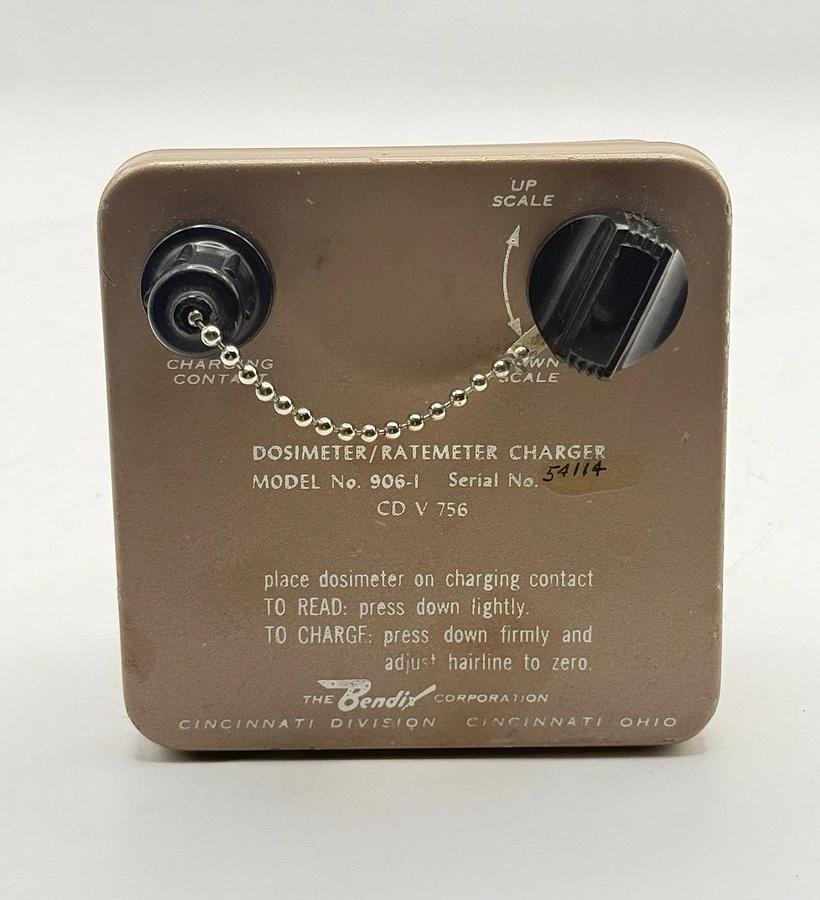 UP
SCALE
CHARGING
CONTACT
DOWN
SCALE
DOSIMETER/RATEMETER CHARGER
MODEL No. 906-1 Serial No. 54114
CD V 756
place dosimeter on charging contact
TO READ: press down lightly.
TO CHARGE: press down firmly and
adjust hairline to zero.
THE Bendix CORPORATION
CINCINNATI DIVISION CINCINNATI OHIO